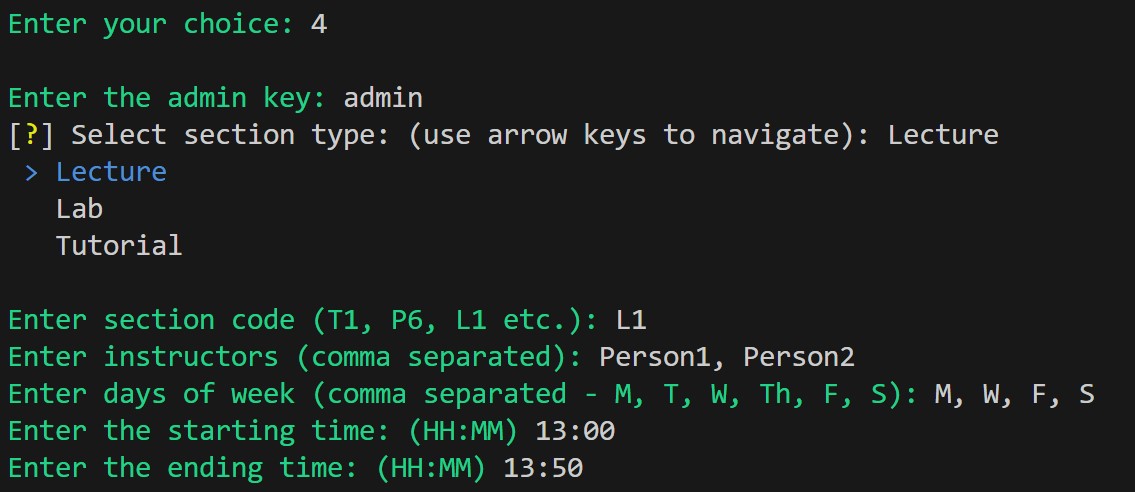 Enter your choice: 4
Enter the admin key: admin
[?] Select section type: (use arrow keys to navigate): Lecture
> Lecture
Lab
Tutorial
Enter section code (T1, P6, L1 etc.): L1
Enter instructors (comma separated): Person1, Person2
Enter days of week (comma separated - M, T, W, Th, F, S): M, W, F, S
Enter the starting time: (HH:MM) 13:00
Enter the ending time: (HH:MM) 13:50